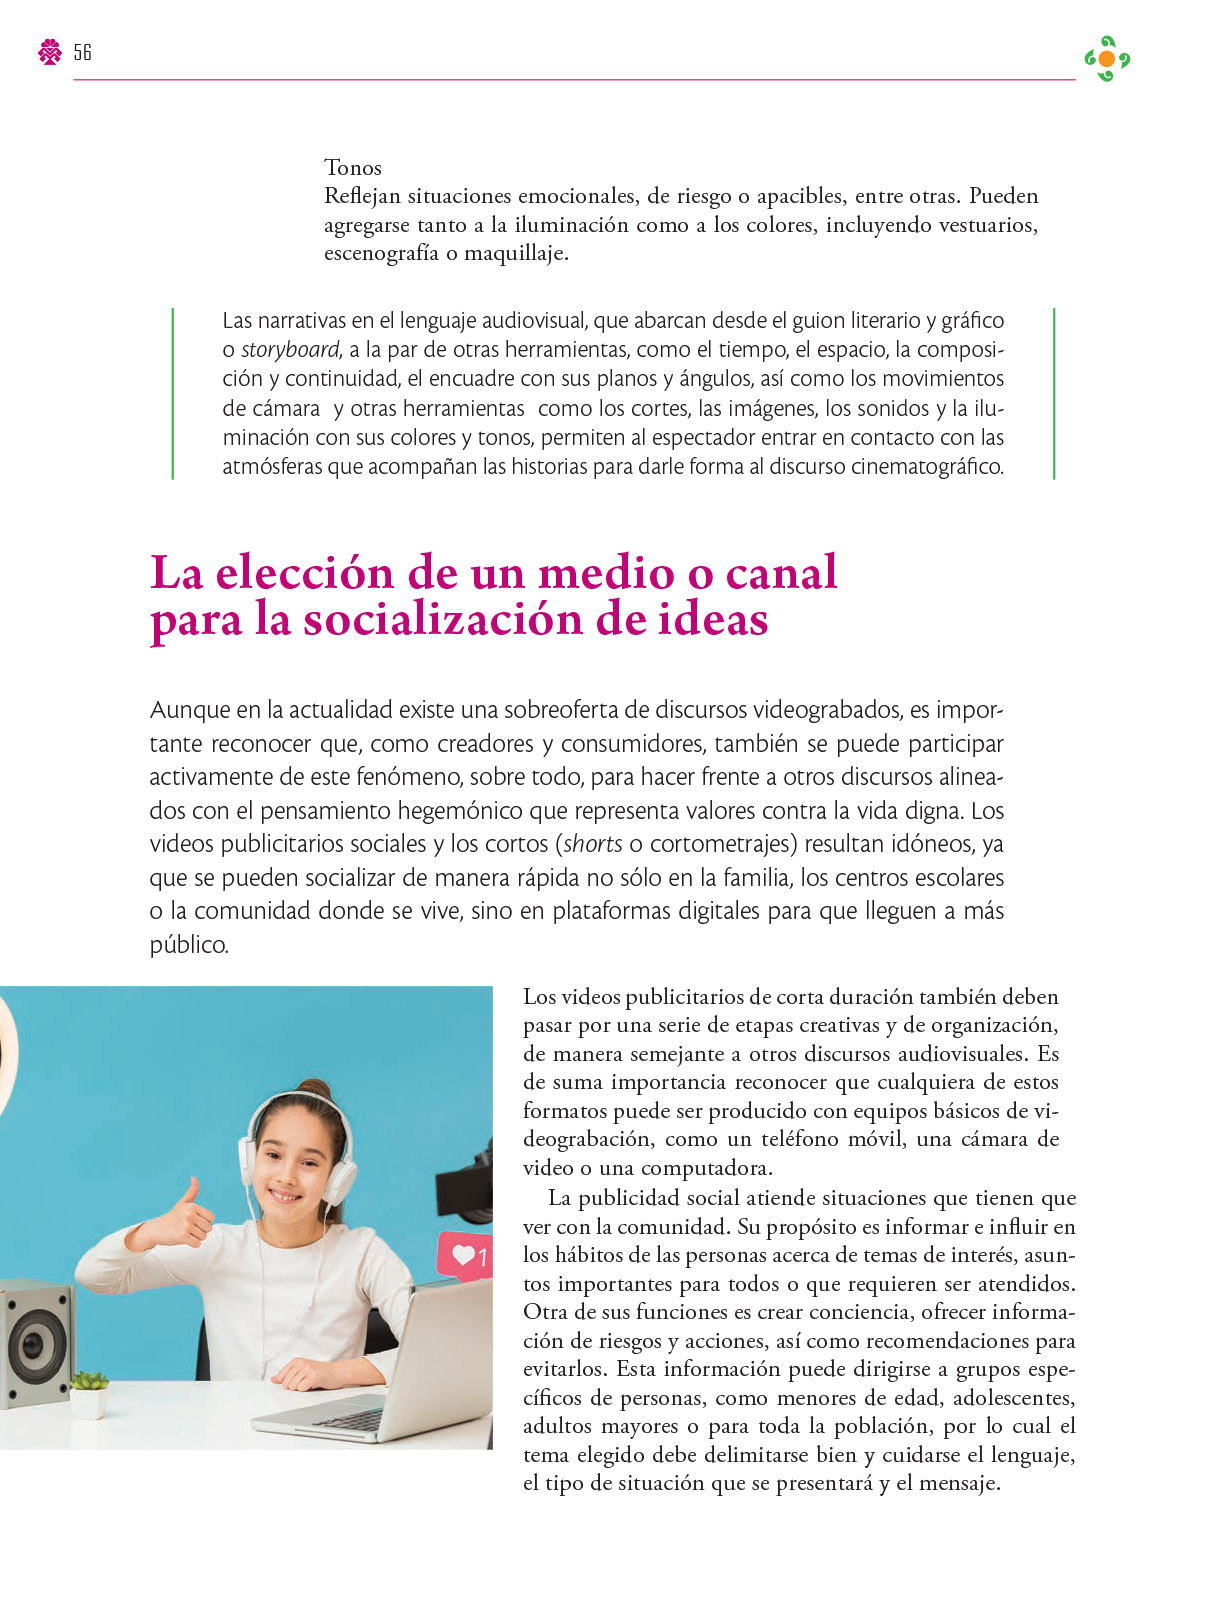 56
Tonos
Reflejan situaciones emocionales, de riesgo o apacibles, entre otras. Pueden
agregarse tanto a la iluminación como a los colores, incluyendo vestuarios,
escenografía o maquillaje.
Las narrativas en el lenguaje audiovisual, que abarcan desde el guion literario y gráfico
o storyboard, a la par de otras herramientas, como el tiempo, el espacio, la composi-
ción y continuidad, el encuadre con sus planos y ángulos, así como los movimientos
de cámara y otras herramientas como los cortes, las imágenes, los sonidos y la ilu-
minación con sus colores y tonos, permiten al espectador entrar en contacto con las
atmósferas que acompañan las historias para darle forma al discurso cinematográfico.
La elección de un medio o canal
para la socialización de ideas
Aunque en la actualidad existe una sobreoferta de discursos videograbados, es impor-
tante reconocer que, como creadores y consumidores, también se puede participar
activamente de este fenómeno, sobre todo, para hacer frente a otros discursos alinea-
dos con el pensamiento hegemónico que representa valores contra la vida digna. Los
videos publicitarios sociales y los cortos (shorts o cortometrajes) resultan idóneos, ya
que se pueden socializar de manera rápida no sólo en la familia, los centros escolares
o la comunidad donde se vive, sino en plataformas digitales para que lleguen a más
público.
Los videos publicitarios de corta duración también deben
pasar por una serie de etapas creativas y de organización,
de manera semejante a otros discursos audiovisuales. Es
de suma importancia reconocer que cualquiera de estos
formatos puede ser producido con equipos básicos de vi-
deograbación, como un teléfono móvil, una cámara de
video o una computadora.
La publicidad social atiende situaciones que tienen que
ver con la comunidad. Su propósito es informar e influir en
los hábitos de las personas acerca de temas de interés, asun-
tos importantes para todos o que requieren ser atendidos.
Otra de sus funciones es crear conciencia, ofrecer informa-
ción de riesgos y acciones, así como recomendaciones para
evitarlos. Esta información puede dirigirse a grupos espe-
cíficos de personas, como menores de edad, adolescentes,
adultos mayores o para toda la población, por lo cual el
tema elegido debe delimitarse bien y cuidarse el lenguaje,
el tipo de situación que se presentará y el mensaje.
1